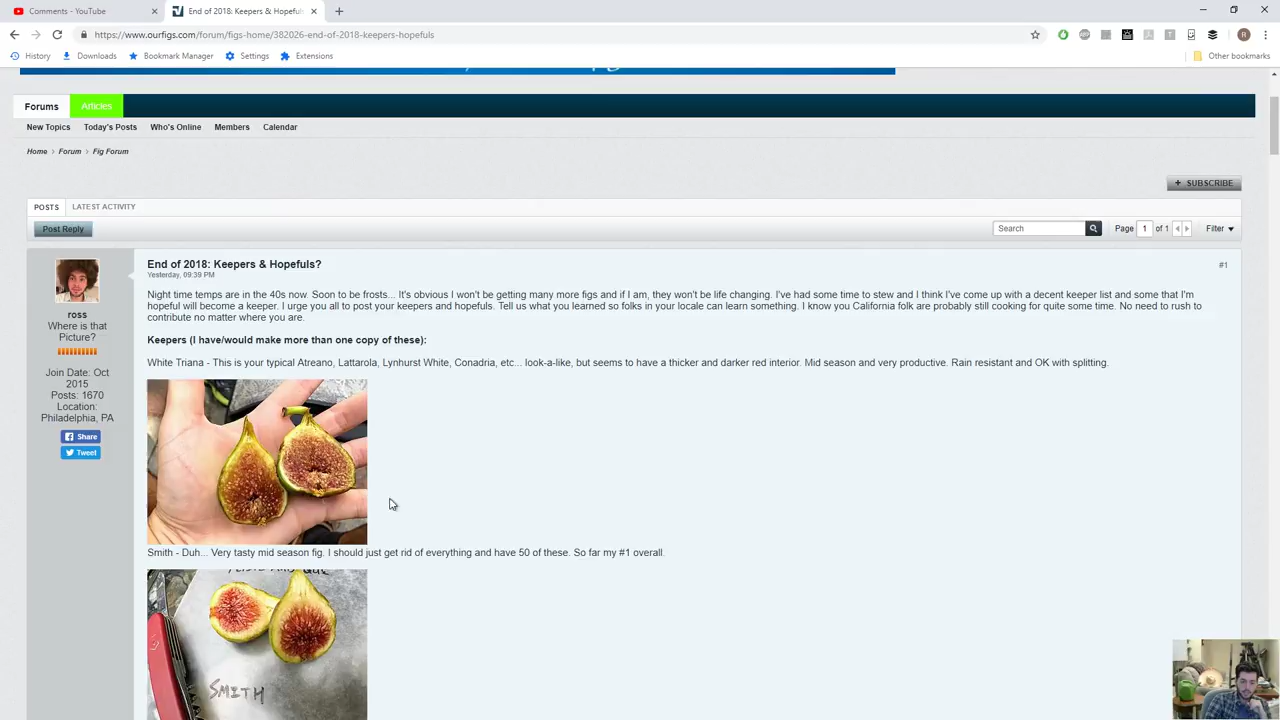 Comments - YouTube
End of 2018: Keepers & Hopefuls
https://www.ourfigs.com/forum/figs-home/382026-end-of-2018-keepers-hopefuls
History
Downloads
Bookmark Manager
Settings
Extensions
Other bookmarks
Forums
Articles
New Topics
Today's Posts
Who's Online
Members
Calendar
Home
Forum
Fig Forum
+ SUBSCRIBE
POSTS
LATEST ACTIVITY
Post Reply
Search
Page 1 of 1
Filter
End of 2018: Keepers & Hopefuls?
#1
Yesterday, 09:39 PM
ross
Where is that
Picture?
Join Date: Oct
2015
Posts: 1670
Location:
Philadelphia, PA
Share
Tweet
Night time temps are in the 40s now. Soon to be frosts... It's obvious I won't be getting many more figs and if I am, they won't be life changing. I've had some time to stew and I think I've come up with a decent keeper list and some that I'm
hopeful will become a keeper. I urge you all to post your keepers and hopefuls. Tell us what you learned so folks in your locale can learn something. I know you California folk are probably still cooking for quite some time. No need to rush to
contribute no matter where you are.
Keepers (I have/would make more than one copy of these):
White Triana - This is your typical Atreano, Lattarola, Lynhurst White, Conadria, etc... look-a-like, but seems to have a thicker and darker red interior. Mid season and very productive. Rain resistant and OK with splitting.
Smith - Duh... Very tasty mid season fig. I should just get rid of everything and have 50 of these. So far my #1 overall.
SMITH